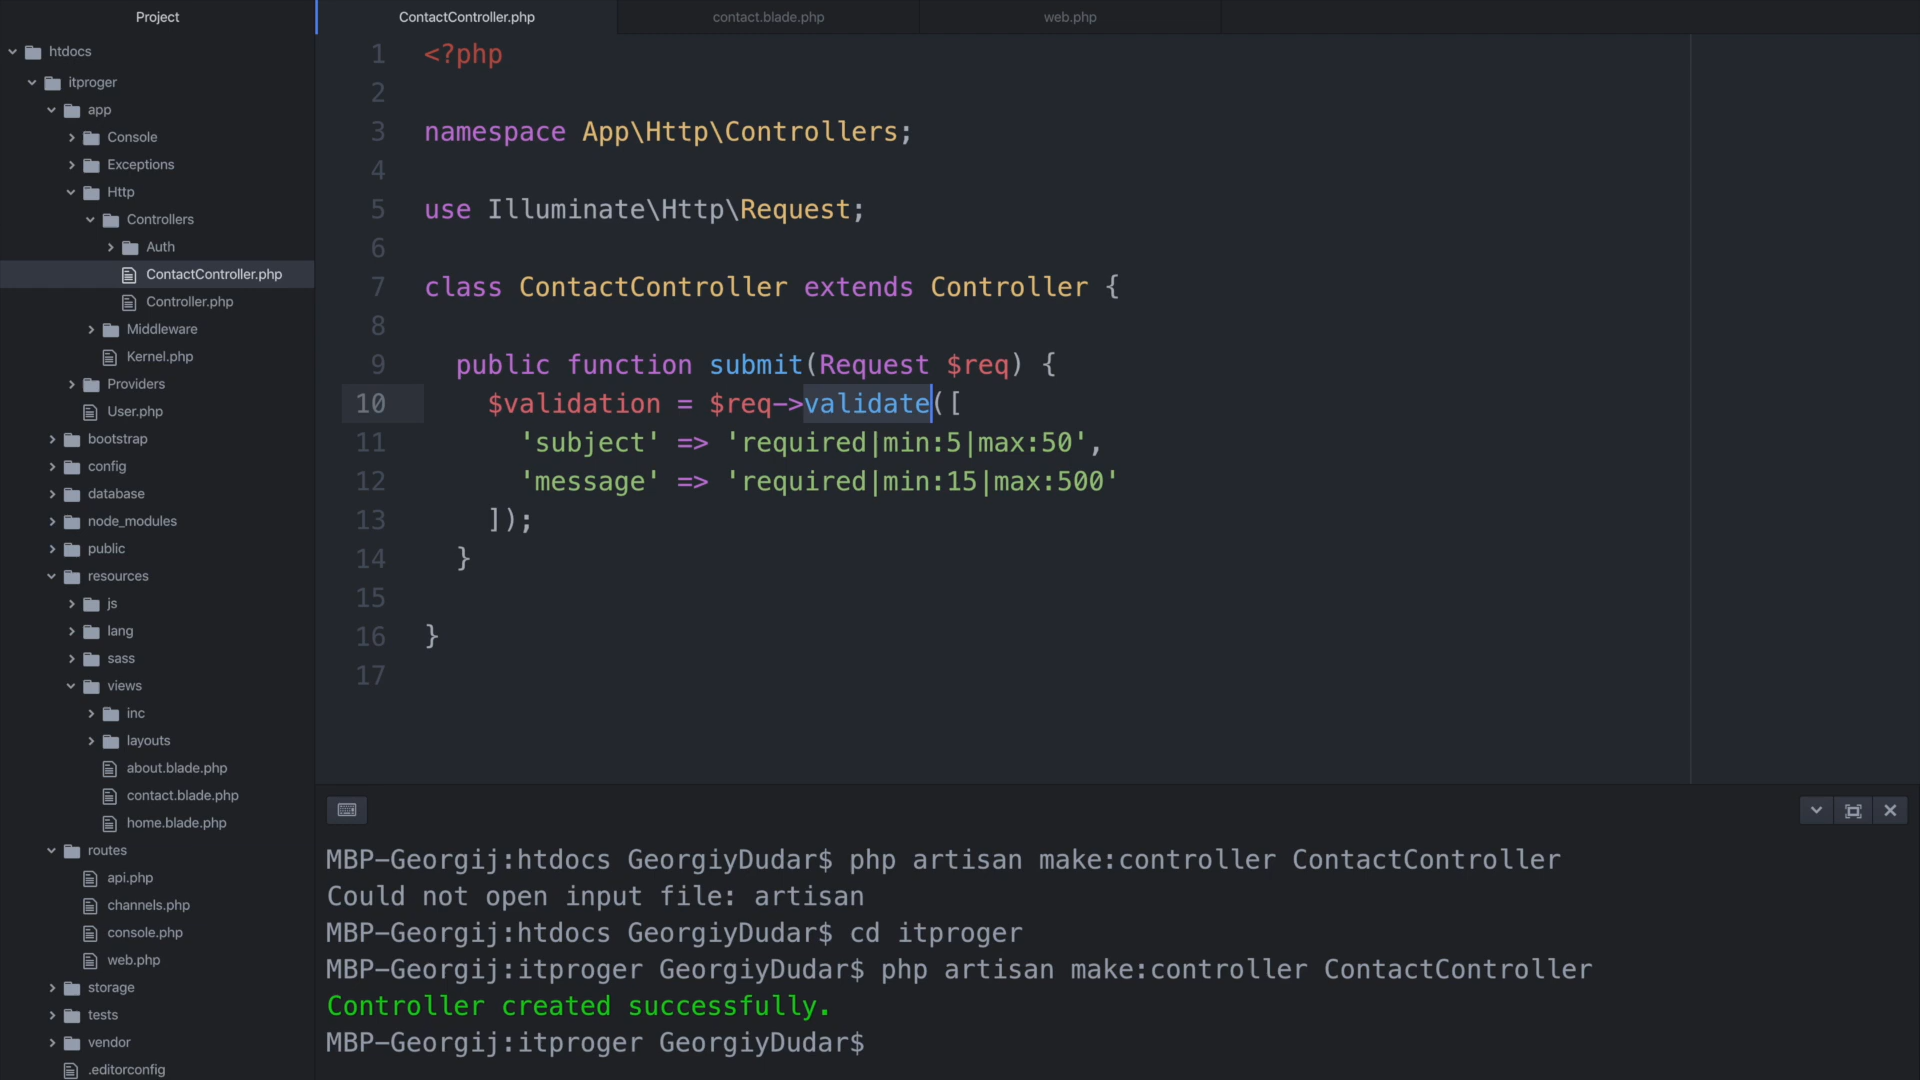 Project
htdocs
itproger
app
Console
Exceptions
Http
Controllers
Auth
ContactController.php
Controller.php
Middleware
Kernel.php
Providers
User.php
bootstrap
config
database
node_modules
public
resources
js
lang
sass
views
inc
layouts
about.blade.php
contact.blade.php
home.blade.php
routes
api.php
channels.php
console.php
web.php
storage
tests
vendor
.editorconfig
ContactController.php contact.blade.php web.php
1 <?php
2
3 namespace App\Http\Controllers;
4
5 use Illuminate\Http\Request;
6
7 class ContactController extends Controller {
8
9 public function submit(Request $req) {
10 $validation = $req->validate([
11 'subject' => 'required|min:5|max:50',
12 'message' => 'required|min:15|max:500'
13 ]);
14 }
15
16 }
17
MBP-Georgij:htdocs GeorgiyDudar$ php artisan make:controller ContactController
Could not open input file: artisan
MBP-Georgij:htdocs GeorgiyDudar$ cd itproger
MBP-Georgij:itproger GeorgiyDudar$ php artisan make:controller ContactController
Controller created successfully.
MBP-Georgij:itproger GeorgiyDudar$